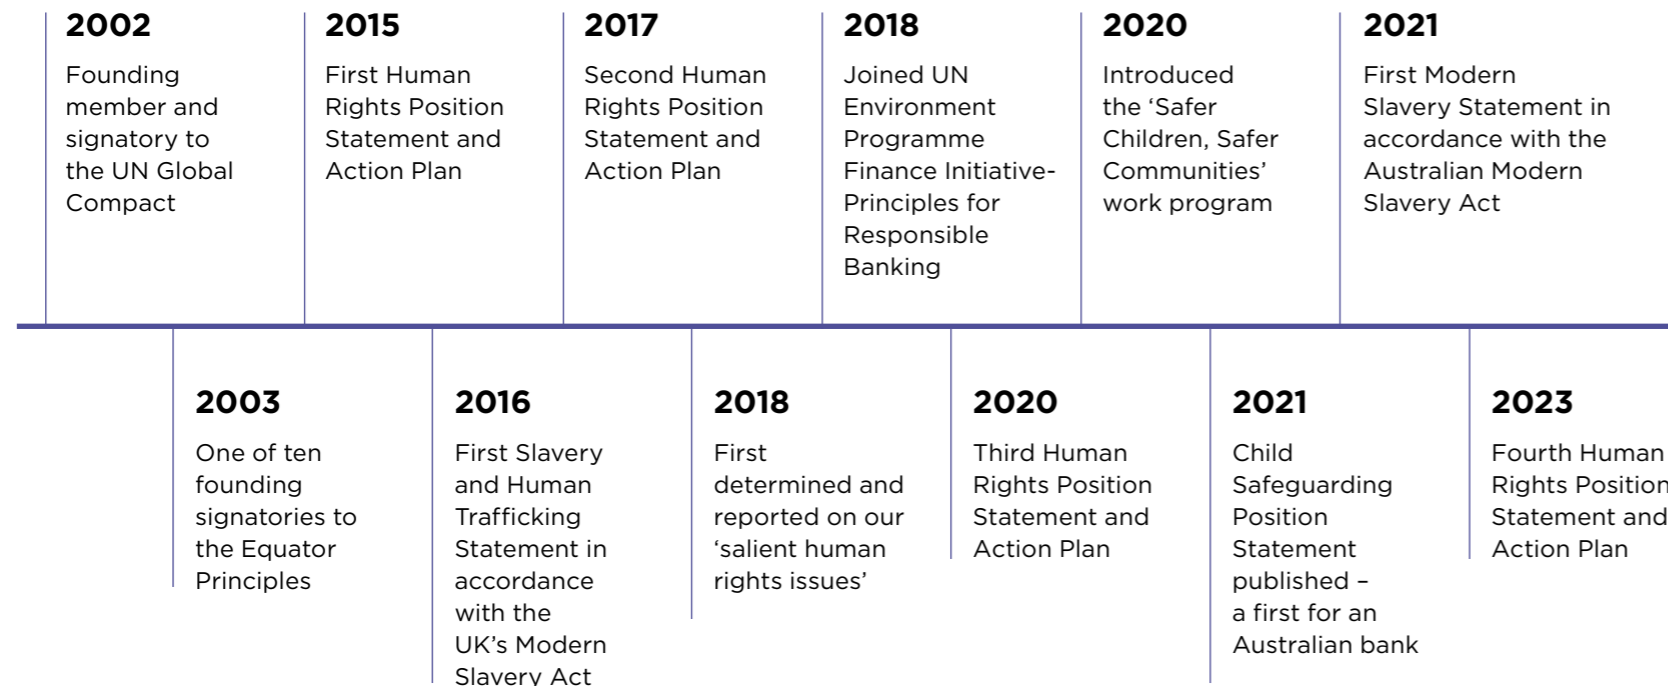 2002
Founding
member and
signatory to
the UN Global
Compact
2003
One of ten
founding
signatories to
the Equator
Principles
2015
First Human
Rights Position
Statement and
Action Plan
2016
First Slavery
and Human
Trafficking
Statement in
accordance
with the
UK's Modern
Slavery Act
2017
Second Human
Rights Position
Statement and
Action Plan
2018
First
determined and
reported on our
‘salient human
rights issues’
2018
Joined UN
Environment
Programme
Finance Initiative-
Principles for
Responsible
Banking
2020
Third Human
Rights Position
Statement and
Action Plan
2020
Introduced
the ‘Safer
Children, Safer
Communities’
work program
2021
Child
Safeguarding
Position
Statement
published –
a first for an
Australian bank
2021
First Modern
Slavery Statement in
accordance with the
Australian Modern
Slavery Act
2023
Fourth Human
Rights Position
Statement and
Action Plan